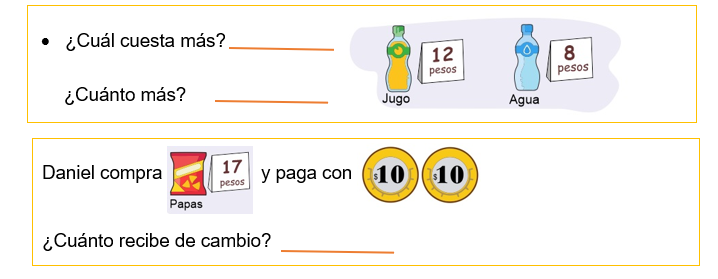 • ¿Cuál cuesta más?
12 pesos
8 pesos
¿Cuánto más?
Jugo
Agua
Daniel compra
17 pesos
y paga con
$10
$10
Papas
¿Cuánto recibe de cambio?